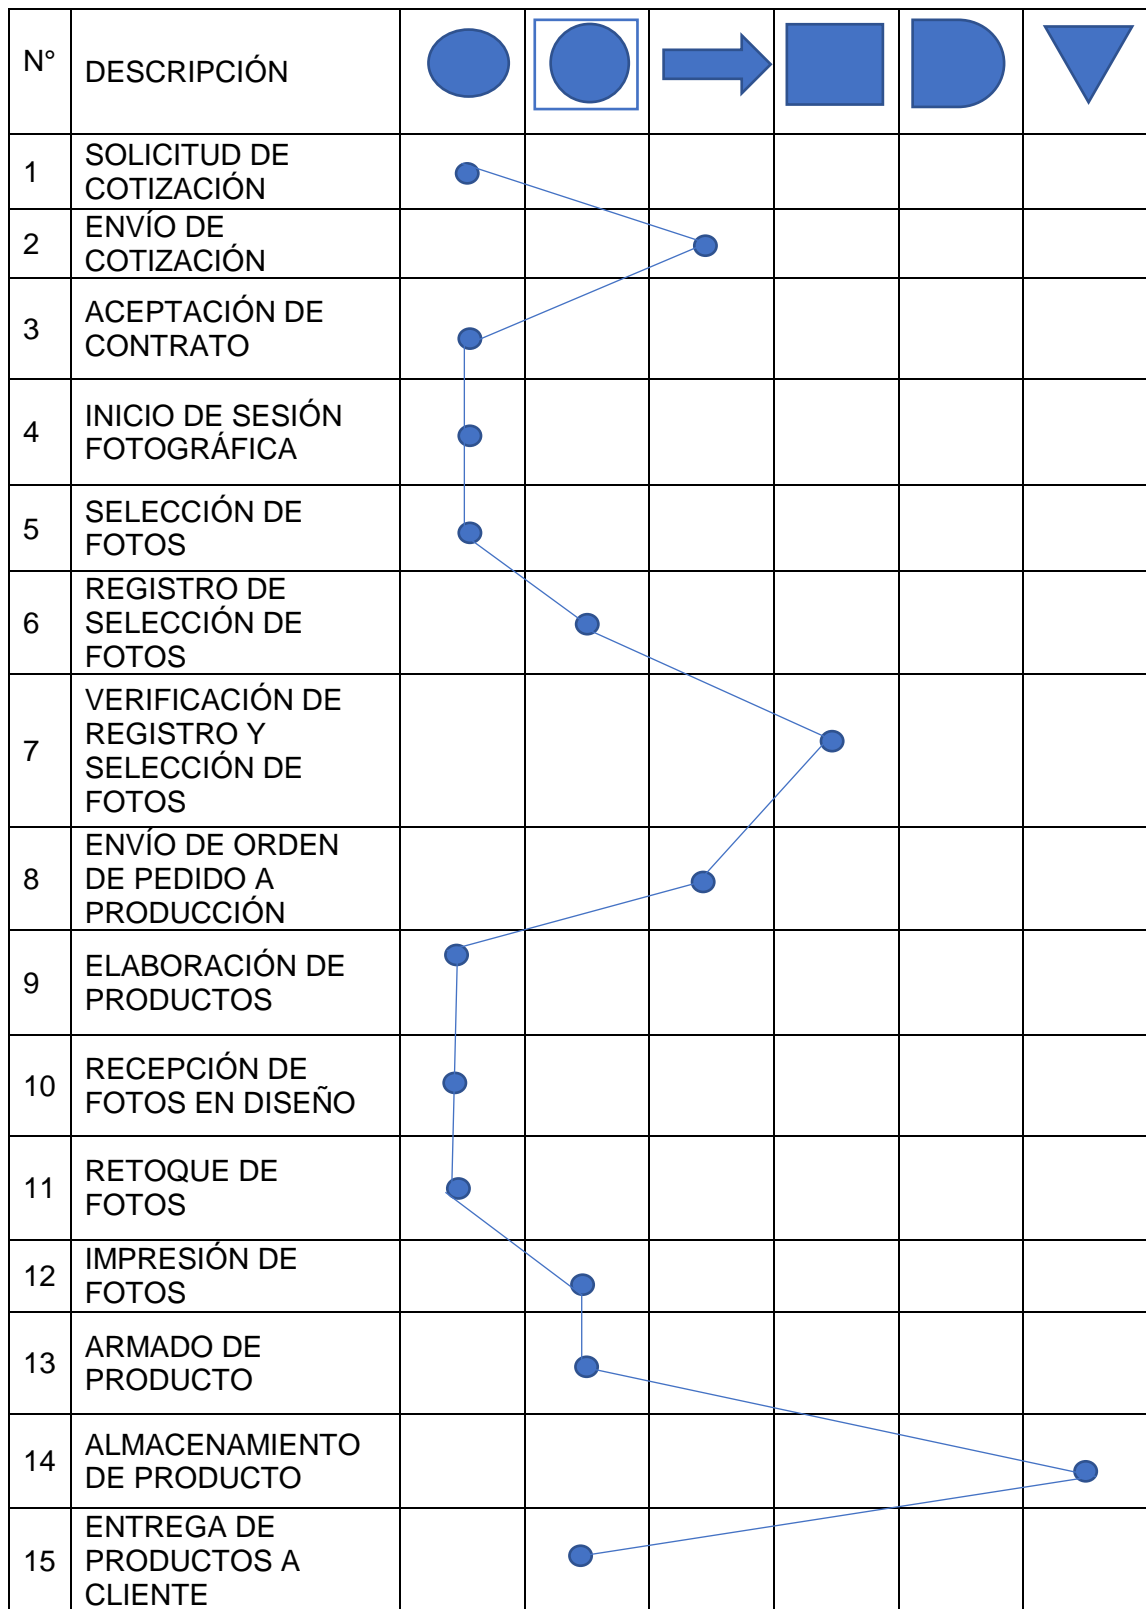 N° DESCRIPCIÓN
1 SOLICITUD DE
COTIZACIÓN
2 ENVÍO DE
COTIZACIÓN
3 ACEPTACIÓN DE
CONTRATO
4 INICIO DE SESIÓN
FOTOGRÁFICA
5 SELECCIÓN DE
FOTOS
6 REGISTRO DE
SELECCIÓN DE
FOTOS
7 VERIFICACIÓN DE
REGISTRO Y
SELECCIÓN DE
FOTOS
8 ENVÍO DE ORDEN
DE PEDIDO A
PRODUCCIÓN
9 ELABORACIÓN DE
PRODUCTOS
10 RECEPCIÓN DE
FOTOS EN DISEÑO
11 RETOQUE DE
FOTOS
12 IMPRESIÓN DE
FOTOS
13 ARMADO DE
PRODUCTO
14 ALMACENAMIENTO
DE PRODUCTO
15 ENTREGA DE
PRODUCTOS A
CLIENTE